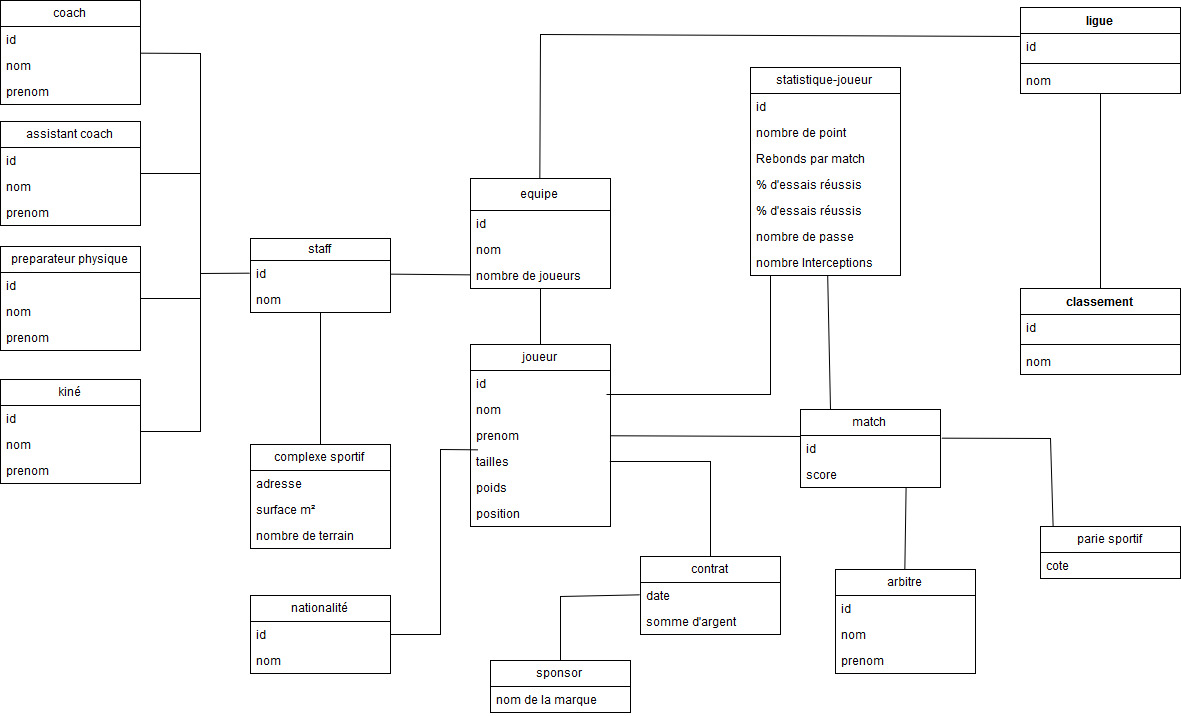 coach
id
nom
prenom
assistant coach
id
nom
prenom
preparateur physique
id
nom
prenom
kiné
id
nom
prenom
staff
id
nom
complexe sportif
adresse
surface m²
nombre de terrain
nationalité
id
nom
equipe
id
nom
nombre de joueurs
joueur
id
nom
prenom
tailles
poids
position
contrat
date
somme d'argent
sponsor
nom de la marque
statistique-joueur
id
nombre de point
Rebonds par match
% d'essais réussis
% d'essais réussis
nombre de passe
nombre Interceptions
match
id
score
arbitre
id
nom
prenom
ligue
id
nom
classement
id
nom
parie sportif
cote